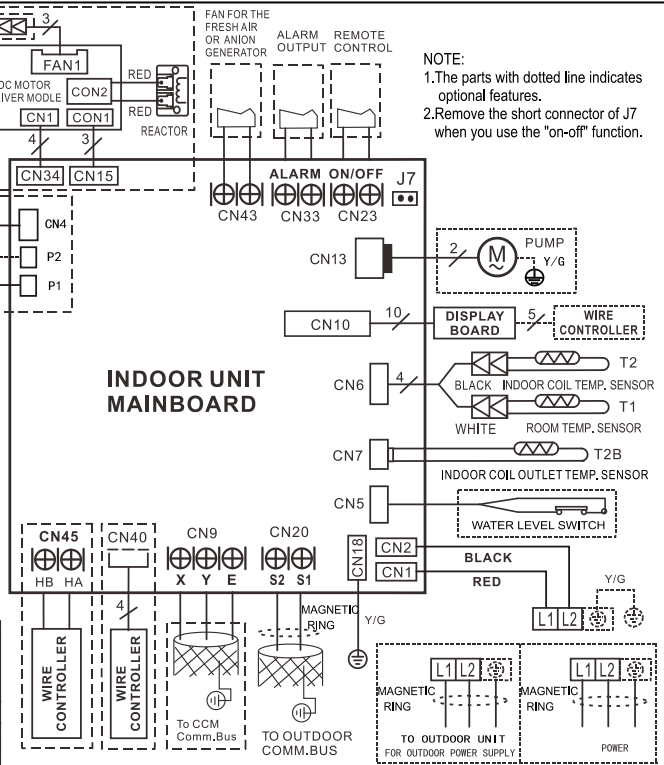 3
FAN1
DC MOTOR
IVER MODLE
CON2
RED
RED
REACTOR
CN1
CON1
4
3
CN34
CN15
FAN FOR THE
FRESH AIR
OR ANION
GENERATOR
ALARM
OUTPUT
REMOTE
CONTROL
NOTE:
1.The parts with dotted line indicates
optional features.
2.Remove the short connector of J7
when you use the "on-off" function.
ALARM ON/OFF
J7
CN43
CN33
CN23
CN4
P2
P1
CN13
2
M
PUMP
Y/G
CN10
10
DISPLAY
BOARD
5
WIRE
CONTROLLER
INDOOR UNIT
MAINBOARD
CN6
4
T2
BLACK
INDOOR COIL TEMP. SENSOR
T1
WHITE
ROOM TEMP. SENSOR
CN7
T2B
INDOOR COIL OUTLET TEMP. SENSOR
CN5
WATER LEVEL SWITCH
CN45
HB HA
WIRE
CONTROLLER
CN40
4
WIRE
CONTROLLER
CN9
X Y E
To CCM
Comm.Bus
CN20
S2 S1
MAGNETIC
RING
TO OUTDOOR
COMM.BUS
CN18
Y/G
CN2
CN1
BLACK
RED
Y/G
L1 L2
L1 L2
MAGNETIC
RING
TO OUTDOOR UNIT
FOR OUTDOOR POWER SUPPLY
L1 L2
MAGNETIC
RING
POWER